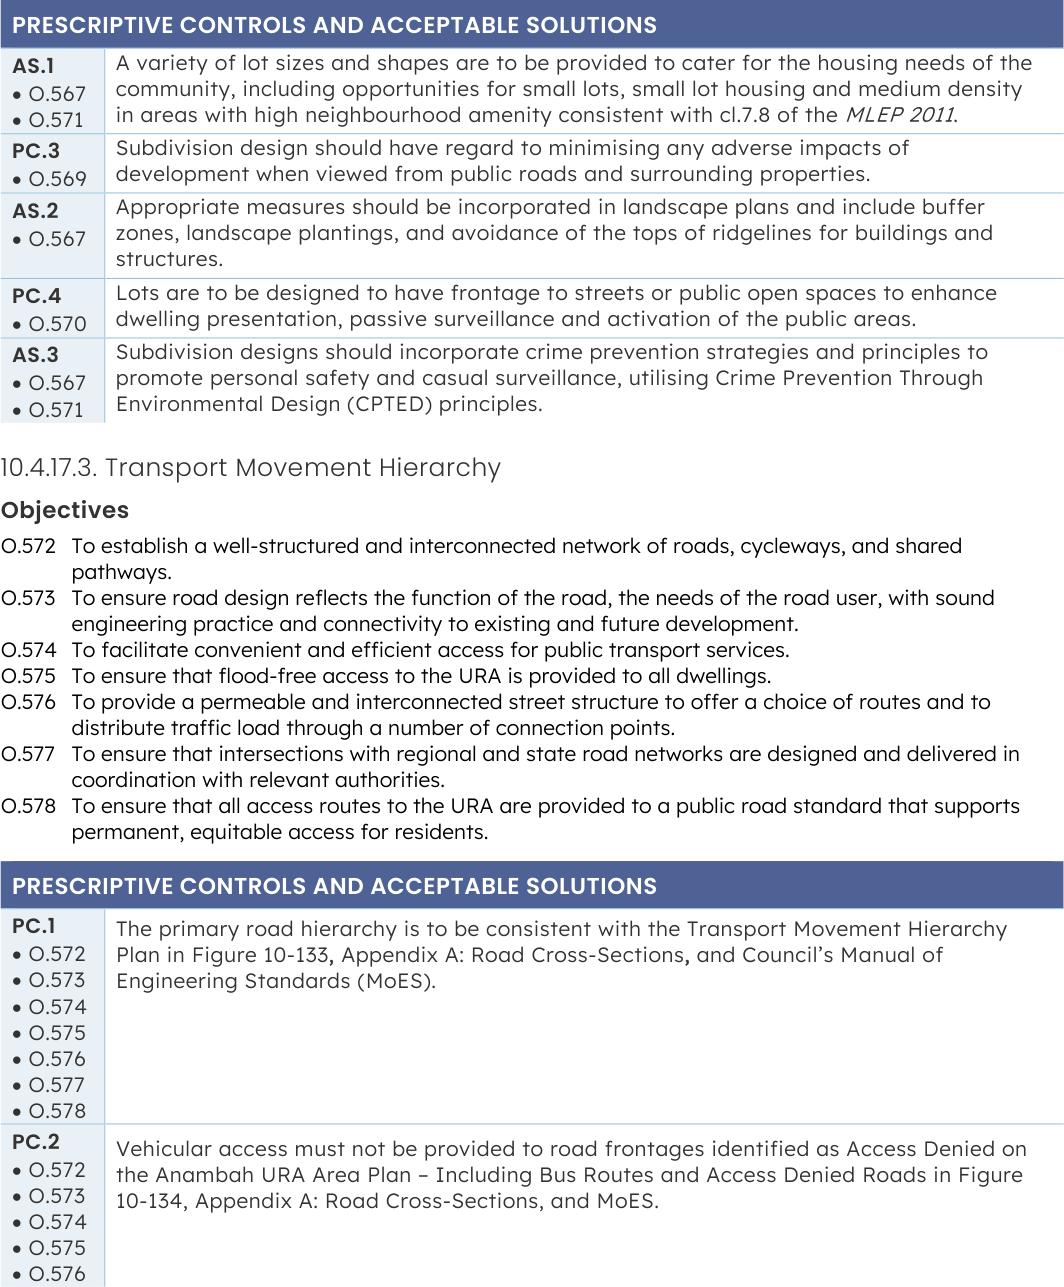 PRESCRIPTIVE CONTROLS AND ACCEPTABLE SOLUTIONS
AS.1
• O.567
• O.571
A variety of lot sizes and shapes are to be provided to cater for the housing needs of the
community, including opportunities for small lots, small lot housing and medium density
in areas with high neighbourhood amenity consistent with cl.7.8 of the MLEP 2011.
PC.3
• O.569
Subdivision design should have regard to minimising any adverse impacts of
development when viewed from public roads and surrounding properties.
AS.2
• O.567
Appropriate measures should be incorporated in landscape plans and include buffer
zones, landscape plantings, and avoidance of the tops of ridgelines for buildings and
structures.
PC.4
• O.570
Lots are to be designed to have frontage to streets or public open spaces to enhance
dwelling presentation, passive surveillance and activation of the public areas.
AS.3
• O.567
• O.571
Subdivision designs should incorporate crime prevention strategies and principles to
promote personal safety and casual surveillance, utilising Crime Prevention Through
Environmental Design (CPTED) principles.
10.4.17.3. Transport Movement Hierarchy
Objectives
O.572 To establish a well-structured and interconnected network of roads, cycleways, and shared
pathways.
O.573 To ensure road design reflects the function of the road, the needs of the road user, with sound
engineering practice and connectivity to existing and future development.
O.574 To facilitate convenient and efficient access for public transport services.
O.575 To ensure that flood-free access to the URA is provided to all dwellings.
O.576 To provide a permeable and interconnected street structure to offer a choice of routes and to
distribute traffic load through a number of connection points.
O.577 To ensure that intersections with regional and state road networks are designed and delivered in
coordination with relevant authorities.
O.578 To ensure that all access routes to the URA are provided to a public road standard that supports
permanent, equitable access for residents.
PRESCRIPTIVE CONTROLS AND ACCEPTABLE SOLUTIONS
PC.1
• O.572
• O.573
• O.574
• O.575
• O.576
• O.577
• O.578
The primary road hierarchy is to be consistent with the Transport Movement Hierarchy
Plan in Figure 10-133, Appendix A: Road Cross-Sections, and Council’s Manual of
Engineering Standards (MoES).
PC.2
• O.572
• O.573
• O.574
• O.575
• O.576
Vehicular access must not be provided to road frontages identified as Access Denied on
the Anambah URA Area Plan – Including Bus Routes and Access Denied Roads in Figure
10-134, Appendix A: Road Cross-Sections, and MoES.